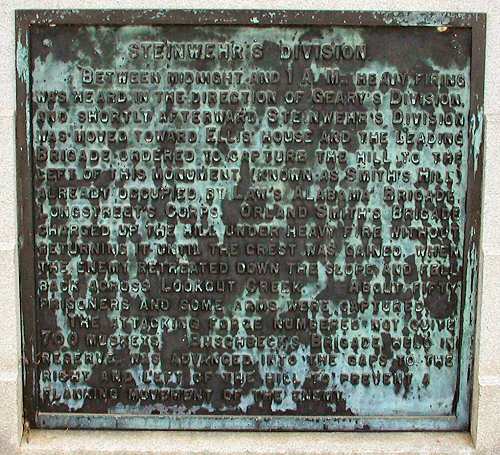 STEINWEHR'S DIVISION
BETWEEN MIDNIGHT AND 1 A.M., HEAVY FIRING
WAS HEARD IN THE DIRECTION OF GEARY'S DIVISION,
AND SHORTLY AFTERWARD STEINWEHR'S DIVISION
WAS MOVED TOWARD ELLIS HOUSE AND THE LEADING
BRIGADE ORDERED TO CAPTURE THE HILL TO THE
LEFT OF THIS MONUMENT, (KNOWN AS SMITH'S HILL)
ALREADY OCCUPIED BY LAW'S ALABAMA BRIGADE,
LONGSTREET'S CORPS. ORLAND SMITH'S BRIGADE
CHARGED UP THE HILL UNDER HEAVY FIRE WITHOUT
RETURNING IT UNTIL THE CREST WAS GAINED, WHEN
THE ENEMY RETREATED DOWN THE SLOPE AND FELL
BACK ACROSS LOOKOUT CREEK. ABOUT FIFTY
PRISONERS AND SOME ARMS WERE CAPTURED.
THE ATTACKING FORCE NUMBERED NOT QUITE
700 MUSKETS. BUSCHBECK'S BRIGADE HELD IN
RESERVE WAS ADVANCED INTO THE GAPS TO THE
RIGHT AND LEFT OF THE HILL TO PREVENT A
FLANKING MOVEMENT OF THE ENEMY.